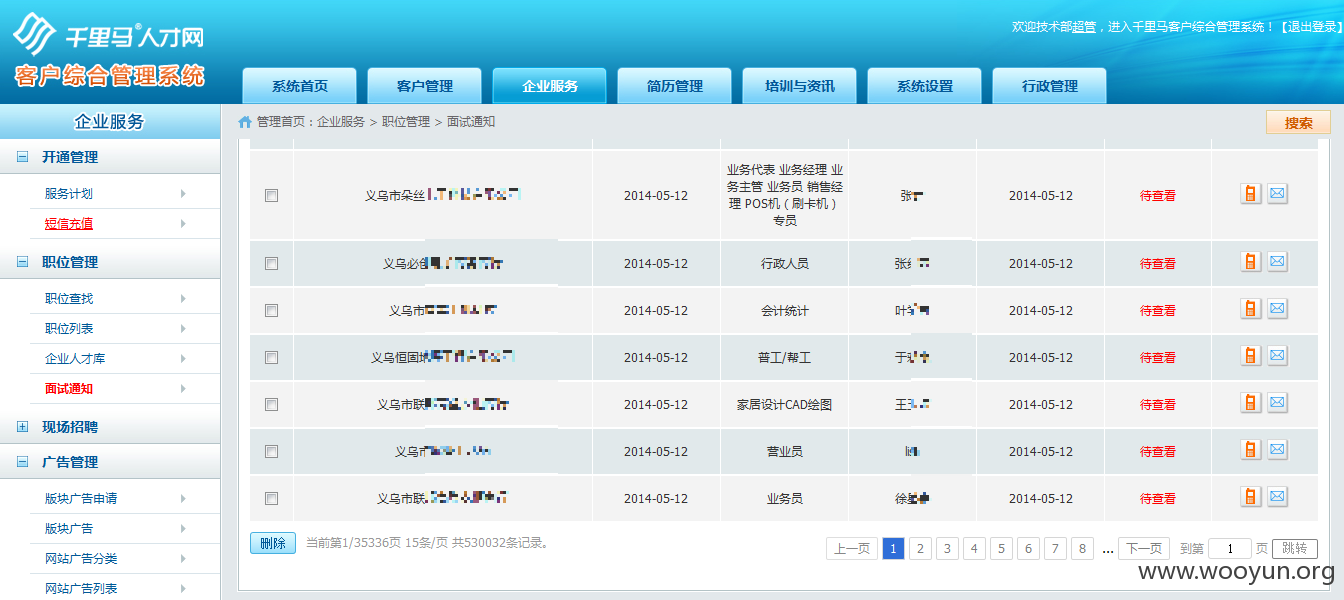 千里马®人才网
客户综合管理系统
欢迎技术部超管，进入千里马客户综合管理系统！【退出登录】
系统首页 客户管理 企业服务 简历管理 培训与资讯 系统设置 行政管理
企业服务
管理首页：企业服务 > 职位管理 > 面试通知
搜索
开通管理
服务计划
短信充值
职位管理
职位查找
职位列表
企业人才库
面试通知
现场招聘
广告管理
版块广告申请
版块广告
网站广告分类
网站广告列表
义乌市朵丝 2014-05-12 业务代表 业务经理 业
务主管 业务员 销售经
理 POS机（刷卡机）
专员 张 2014-05-12 待查看
义乌必 2014-05-12 行政人员 张 2014-05-12 待查看
义乌市 2014-05-12 会计统计 叶 2014-05-12 待查看
义乌恒固 2014-05-12 普工/帮工 于 2014-05-12 待查看
义乌市联 2014-05-12 家居设计CAD绘图 王 2014-05-12 待查看
义乌 2014-05-12 营业员 2014-05-12 待查看
义乌市联 2014-05-12 业务员 徐 2014-05-12 待查看
删除 当前第1/35336页 15条/页 共530032条记录。
上一页 1 2 3 4 5 6 7 8 ... 下一页 到第 1 页 跳转
www.wooyun.org